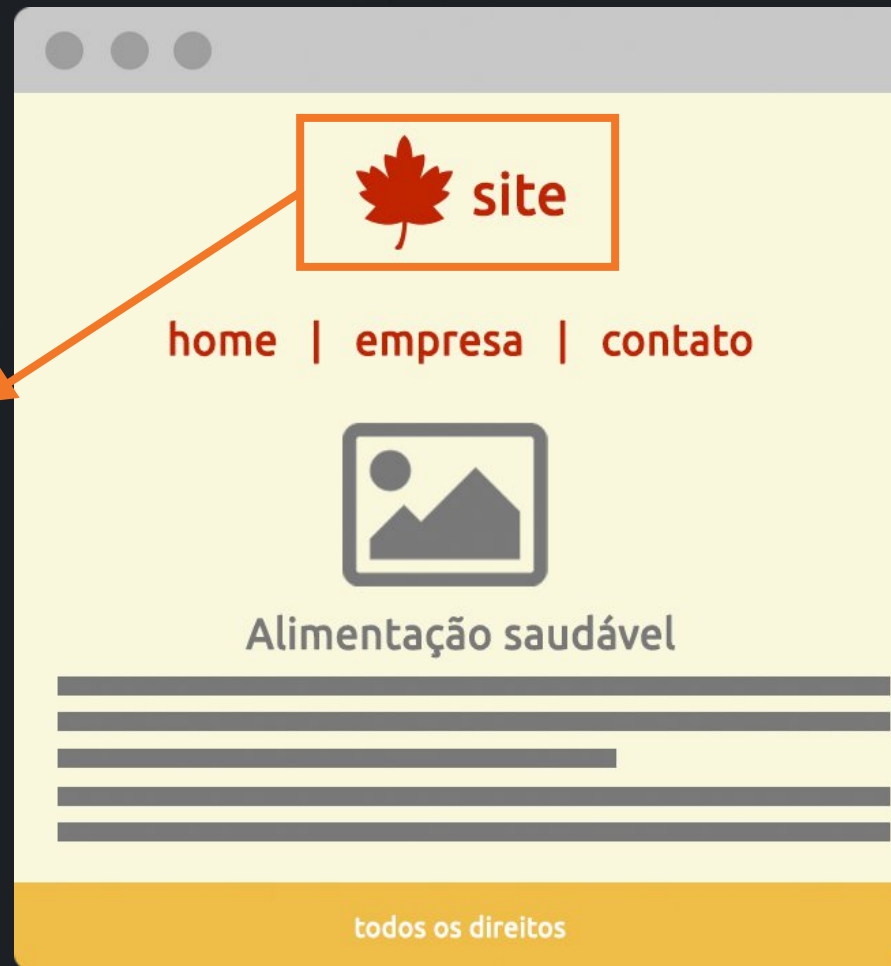 site
home | empresa | contato
Alimentação saudável
todos os direitos